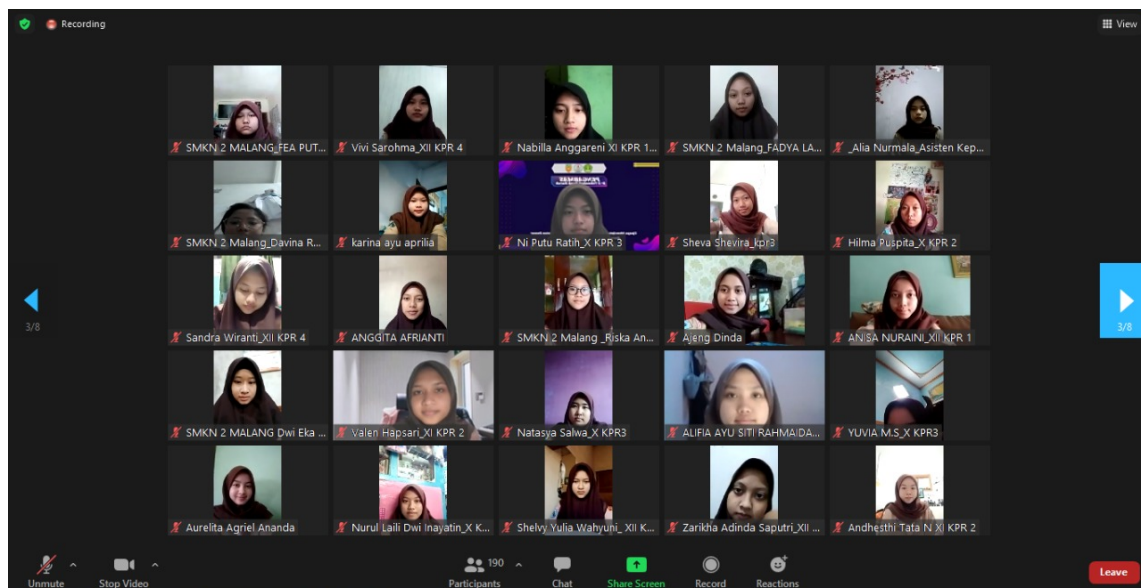 Recording
View
SMKN 2 MALANG_FEA PUT...
Vivi Sarohma_XII KPR 4
Nabilla Anggareni XI KPR 1...
SMKN 2 Malang_FADYA LA...
_Alia Nurmala_Asisten Kep...
SMKN 2 Malang_Davina R...
karina ayu aprilia
Ni Putu Ratih_X KPR 3
Sheva Shevira_kpr3
Hilma Puspita_X KPR 2
Sandra Wiranti_XII KPR 4
ANGGITA AFRIANTI
SMKN 2 Malang _Riska An...
Ajeng Dinda
ANISA NURAINI_XII KPR 1
3/8
3/8
SMKN 2 MALANG Dwi Eka ...
Valen Hapsari_XI KPR 2
Natasya Salwa_X KPR3
ALIFIA AYU SITI RAHMAIDA...
YUVIA M.S_X KPR3
Aurelita Agriel Ananda
Nurul Laili Dwi Inayatin_X K...
Shelvy Yulia Wahyuni_ XII K...
Zarikha Adinda Saputri_XII ...
Andhesthi Tata N XI KPR 2
Unmute
Stop Video
190
Participants
Chat
Share Screen
Record
Reactions
Leave